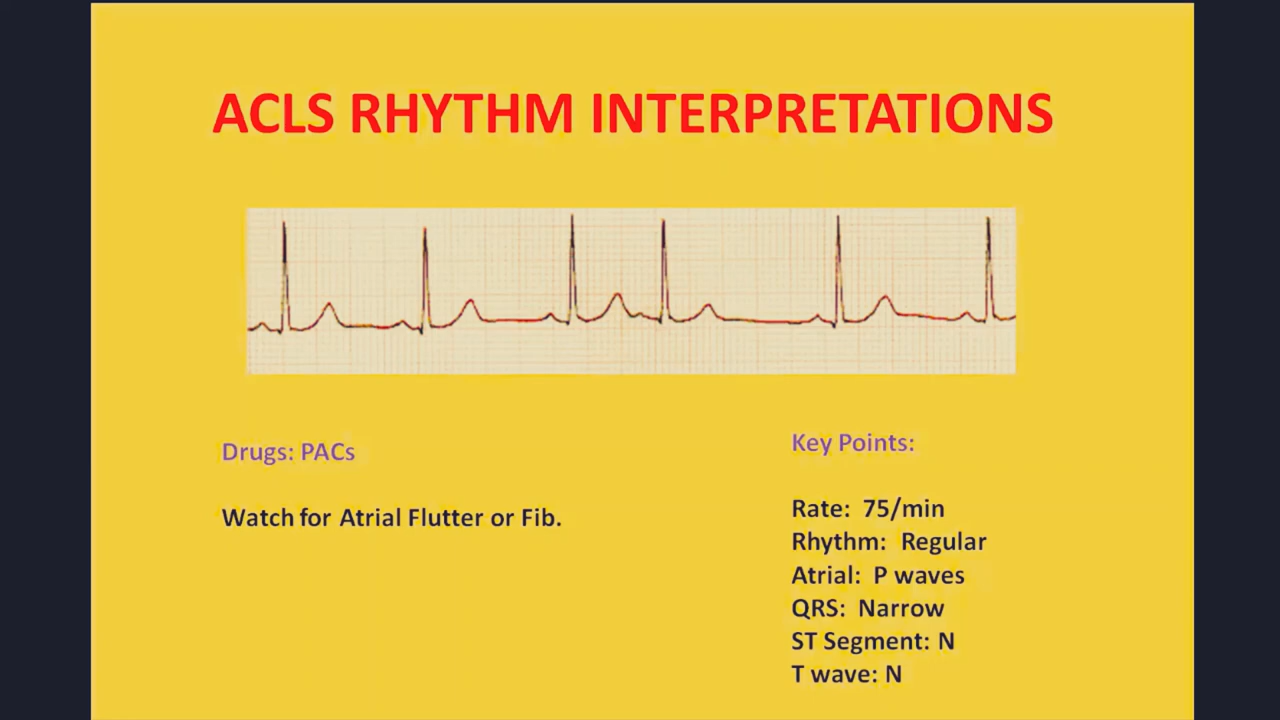 ACLS RHYTHM INTERPRETATIONS
Drugs: PACs
Watch for Atrial Flutter or Fib.
Key Points:
Rate: 75/min
Rhythm: Regular
Atrial: P waves
QRS: Narrow
ST Segment: N
T wave: N